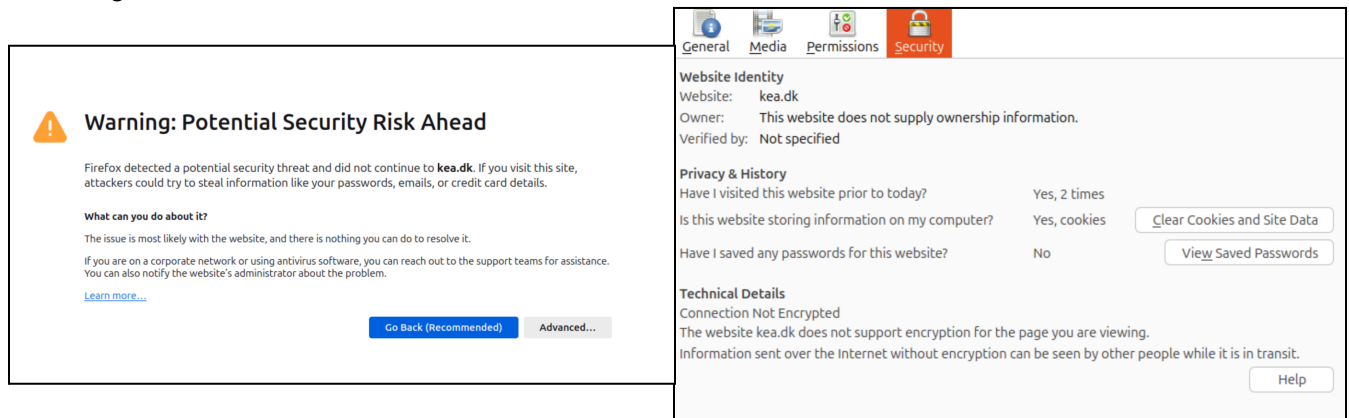 Warning: Potential Security Risk Ahead
Firefox detected a potential security threat and did not continue to kea.dk. If you visit this site,
attackers could try to steal information like your passwords, emails, or credit card details.
What can you do about it?
The issue is most likely with the website, and there is nothing you can do to resolve it.
If you are on a corporate network or using antivirus software, you can reach out to the support teams for assistance.
You can also notify the website's administrator about the problem.
Learn more…
Go Back (Recommended) Advanced…
General Media Permissions Security
Website Identity
Website: kea.dk
Owner: This website does not supply ownership information.
Verified by: Not specified
Privacy & History
Have I visited this website prior to today? Yes, 2 times
Is this website storing information on my computer? Yes, cookies Clear Cookies and Site Data
Have I saved any passwords for this website? No View Saved Passwords
Technical Details
Connection Not Encrypted
The website kea.dk does not support encryption for the page you are viewing.
Information sent over the Internet without encryption can be seen by other people while it is in transit.
Help